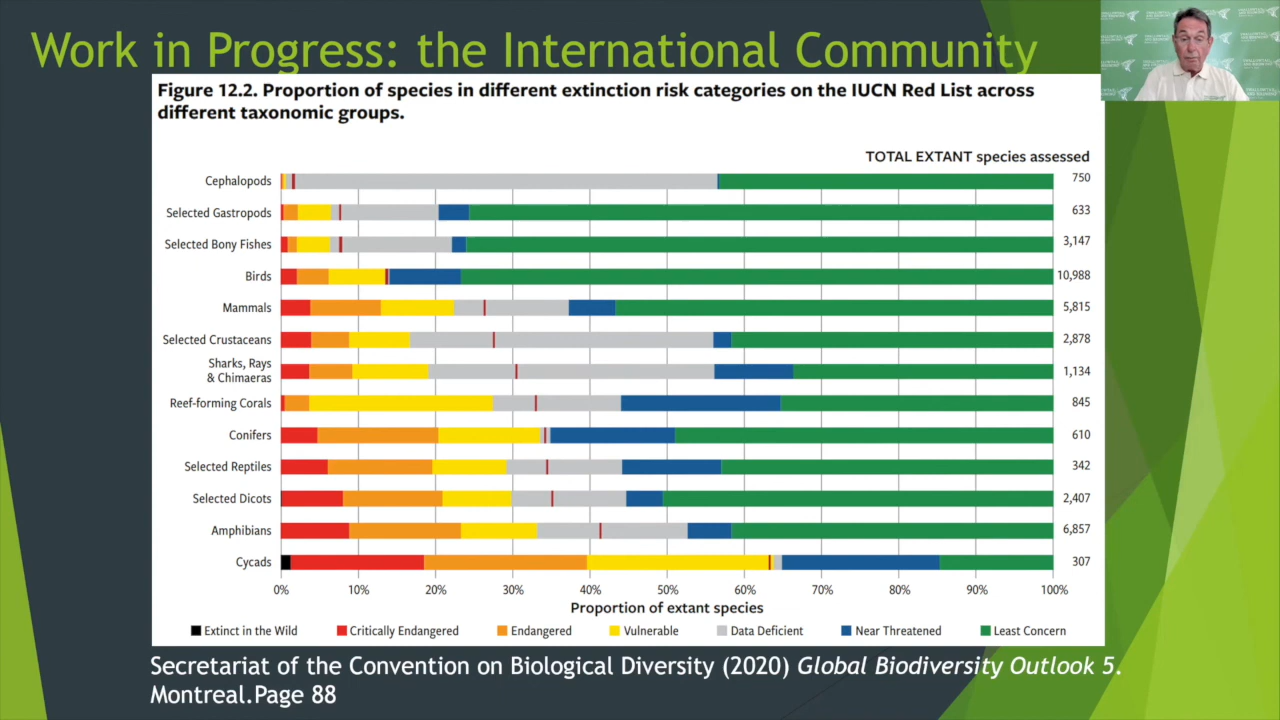 Work in Progress: the International Community
Figure 12.2. Proportion of species in different extinction risk categories on the IUCN Red List across
different taxonomic groups.
TOTAL EXTANT species assessed
Cephalopods 750
Selected Gastropods 633
Selected Bony Fishes 3,147
Birds 10,988
Mammals 5,815
Selected Crustaceans 2,878
Sharks, Rays
& Chimaeras 1,134
Reef-forming Corals 845
Conifers 610
Selected Reptiles 342
Selected Dicots 2,407
Amphibians 6,857
Cycads 307
0% 10% 20% 30% 40% 50% 60% 70% 80% 90% 100%
Proportion of extant species
Extinct in the Wild Critically Endangered Endangered Vulnerable Data Deficient Near Threatened Least Concern
Secretariat of the Convention on Biological Diversity (2020) Global Biodiversity Outlook 5.
Montreal.Page 88